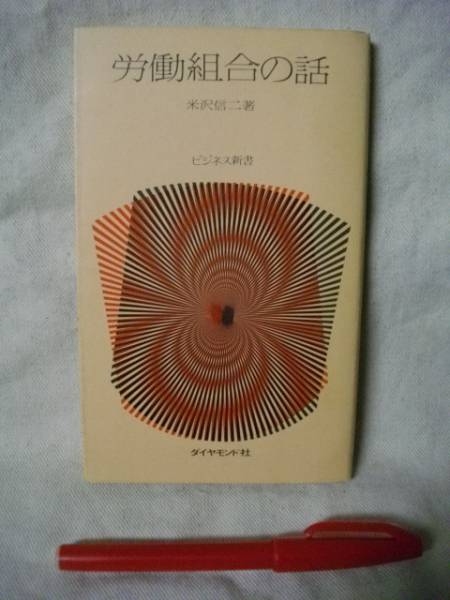 労働組合の話
米沢信二著
ビジネス新書
ダイヤモンド社